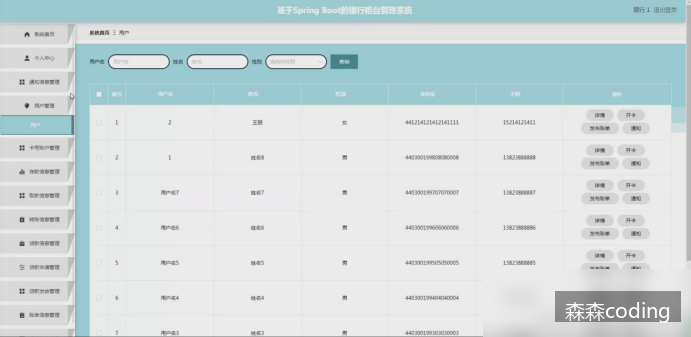 基于Spring Boot的银行柜台管理系统
银行 1 退出登录
系统首页
个人中心
通知信息管理
用户管理
用户
卡号账户管理
存款信息管理
取款信息管理
转账信息管理
贷款信息管理
贷款申请管理
贷款发放管理
账单信息管理
系统首页 用户
用户名 用户名 姓名 姓名 性别 查询
索引 用户名 姓名 性别 身份证 手机 操作
1 2 王丽 女 441214121412141111 15214121411 详情 开卡
发布账单 通知
2 1 姓名8 男 440300199808080008 13823888888 详情 开卡
发布账单 通知
3 用户名7 姓名7 男 440300199707070007 13823888887 详情 开卡
发布账单 通知
4 用户名6 姓名6 男 440300199606060006 13823888886 详情 开卡
发布账单 通知
5 用户名5 姓名5 男 440300199505050005 13823888885 详情 开卡
发布账单 通知
6 用户名4 姓名4 男 440300199404040004
7 用户名3 姓名3 男 440300199303030003
森森coding